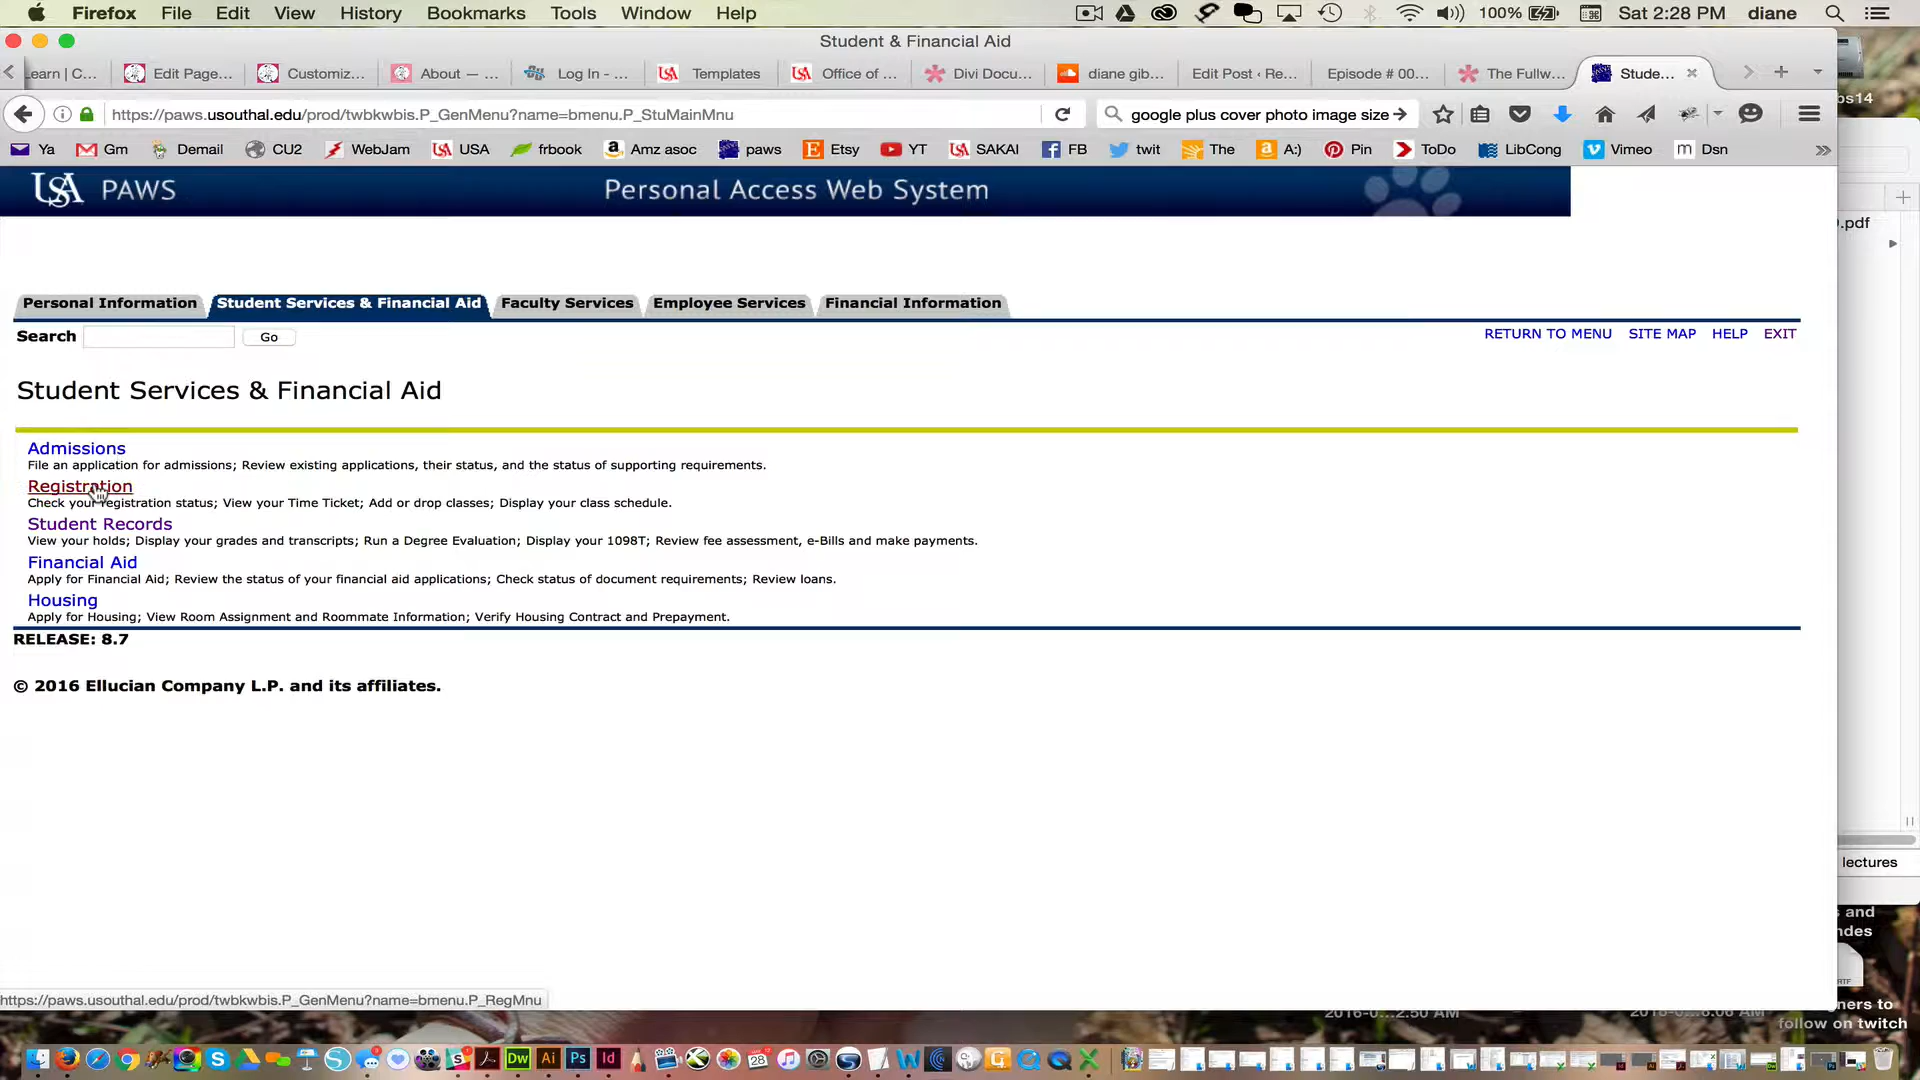 Firefox File Edit View History Bookmarks Tools Window Help 100% Sat 2:28 PM diane
Student & Financial Aid
earn | C... Edit Page... Customiz... About — ... Log In - ... Templates Office of ... Divi Docu... diane gib... Edit Post ‹ Re... Episode # 00... The Fullw... Stude...
https://paws.usouthal.edu/prod/twbkwbis.P_GenMenu?name=bmenu.P_StuMainMnu google plus cover photo image size
Ya Gm Demail CU2 WebJam USA frbook Amz asoc paws Etsy YT SAKAI FB twit The A:) Pin ToDo LibCong Vimeo Dsn
USA PAWS Personal Access Web System
.pdf
Personal Information Student Services & Financial Aid Faculty Services Employee Services Financial Information
Search Go RETURN TO MENU SITE MAP HELP EXIT
Student Services & Financial Aid
Admissions
File an application for admissions; Review existing applications, their status, and the status of supporting requirements.
Registration
Check your registration status; View your Time Ticket; Add or drop classes; Display your class schedule.
Student Records
View your holds; Display your grades and transcripts; Run a Degree Evaluation; Display your 1098T; Review fee assessment, e-Bills and make payments.
Financial Aid
Apply for Financial Aid; Review the status of your financial aid applications; Check status of document requirements; Review loans.
Housing
Apply for Housing; View Room Assignment and Roommate Information; Verify Housing Contract and Prepayment.
RELEASE: 8.7
© 2016 Ellucian Company L.P. and its affiliates.
lectures
s and
ndes
https://paws.usouthal.edu/prod/twbkwbis.P_GenMenu?name=bmenu.P_RegMnu
ners to
follow on twitch